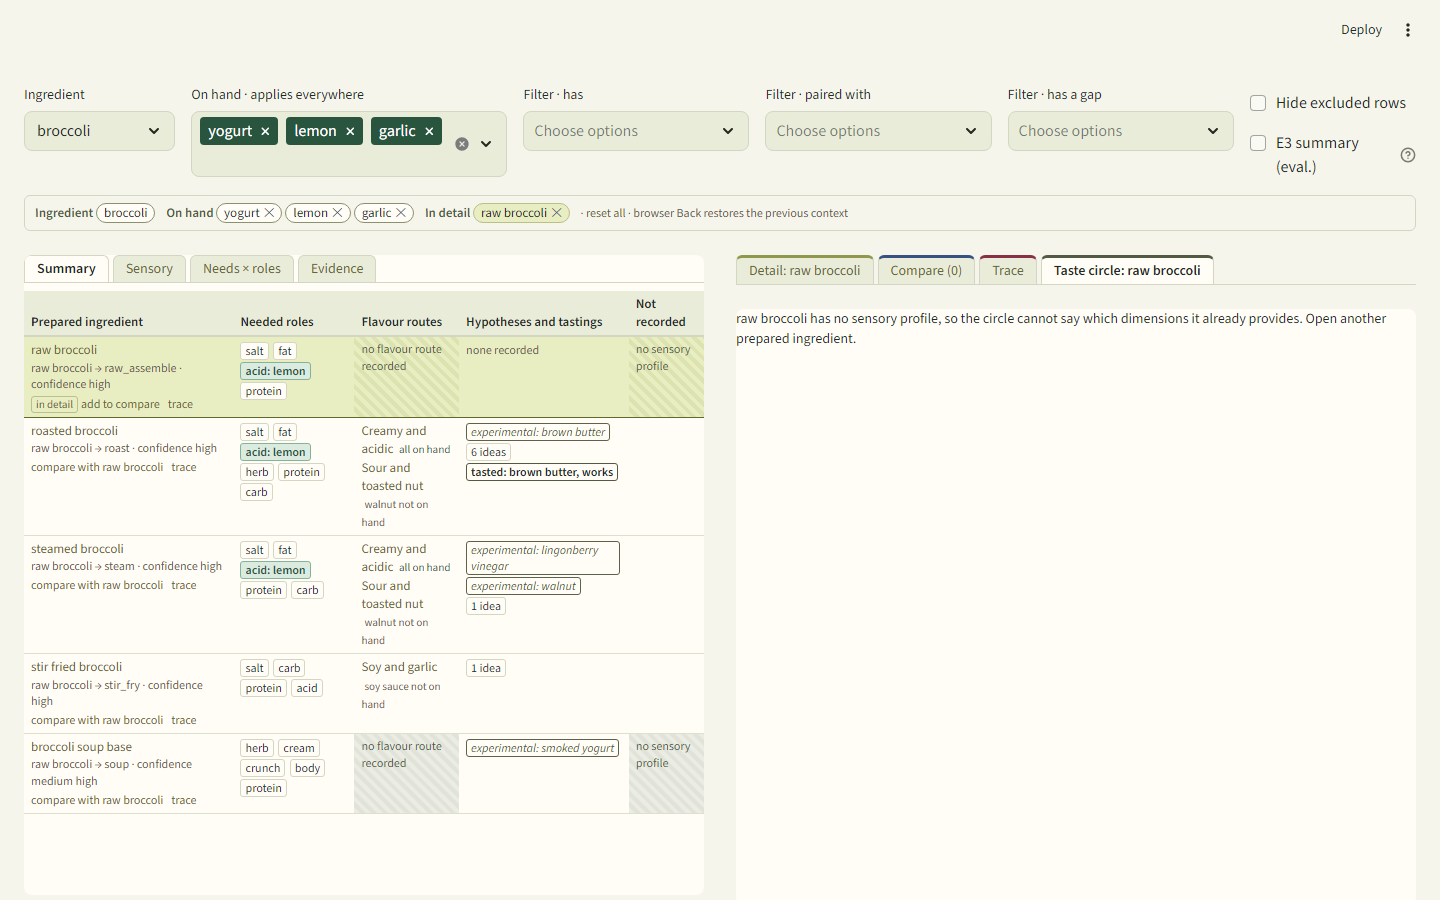 Deploy
Ingredient
On hand · applies everywhere
Filter · has
Filter · paired with
Filter · has a gap
broccoli
yogurt × lemon × garlic ×
Choose options
Choose options
Choose options
Hide excluded rows
E3 summary
(eval.)
Ingredient broccoli On hand yogurt × lemon × garlic × In detail raw broccoli × · reset all · browser Back restores the previous context
Summary Sensory Needs × roles Evidence
Prepared ingredient Needed roles Flavour routes Hypotheses and tastings Not
recorded
raw broccoli
raw broccoli → raw_assemble ·
confidence high
in detail add to compare trace
salt fat
acid: lemon
protein
no flavour route
recorded
none recorded
no sensory
profile
roasted broccoli
raw broccoli → roast · confidence high
compare with raw broccoli trace
salt fat
acid: lemon
herb protein
carb
Creamy and
acidic all on hand
Sour and
toasted nut
walnut not on
hand
experimental: brown butter
6 ideas
tasted: brown butter, works
steamed broccoli
raw broccoli → steam · confidence high
compare with raw broccoli trace
salt fat
acid: lemon
protein carb
Creamy and
acidic all on hand
Sour and
toasted nut
walnut not on
hand
experimental: lingonberry
vinegar
experimental: walnut
1 idea
stir fried broccoli
raw broccoli → stir_fry · confidence
high
compare with raw broccoli trace
salt carb
protein acid
Soy and garlic
soy sauce not on
hand
1 idea
broccoli soup base
raw broccoli → soup · confidence
medium high
compare with raw broccoli trace
herb cream
crunch body
protein
no flavour route
recorded
experimental: smoked yogurt
no sensory
profile
Detail: raw broccoli Compare (0) Trace Taste circle: raw broccoli
raw broccoli has no sensory profile, so the circle cannot say which dimensions it already provides. Open another
prepared ingredient.